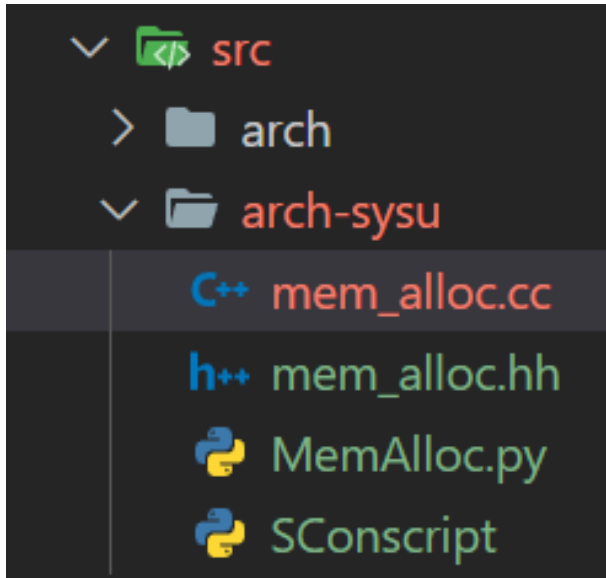 src
arch
arch-sysu
C++ mem_alloc.cc
h++ mem_alloc.hh
MemAlloc.py
SConscript